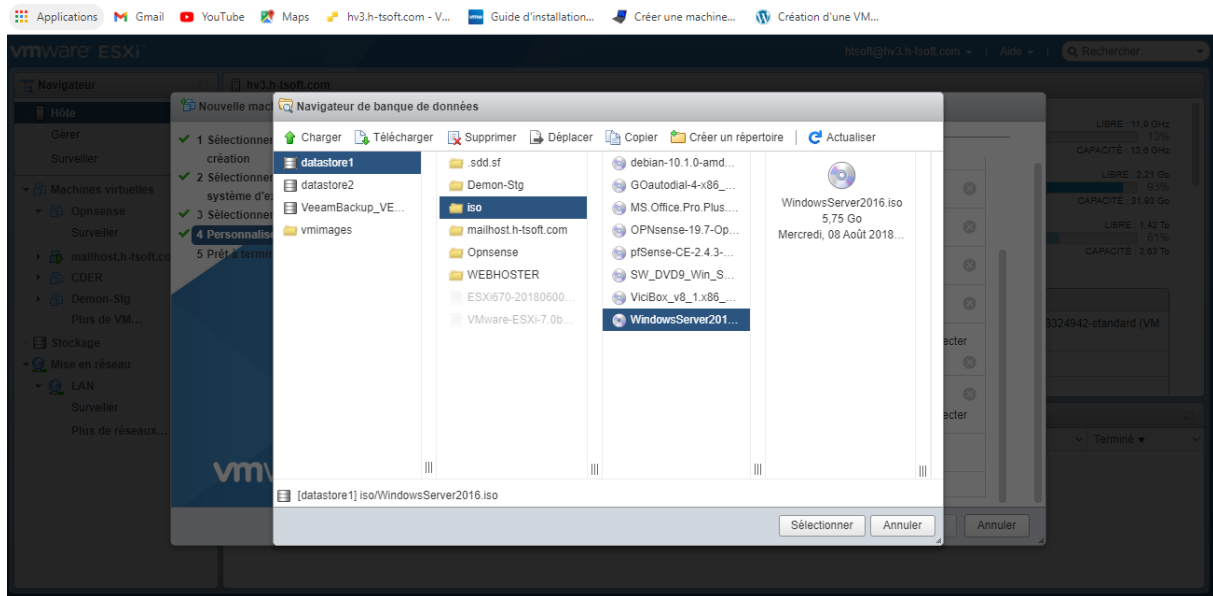 Applications Gmail YouTube Maps hv3.h-tsoft.com - V... Guide d'installation... Créer une machine... Création d'une VM...
vmware ESXi htsoft@hv3.h-tsoft.com Aide Rechercher
Navigateur hv3.h-tsoft.com
Hôte
Gérer
Surveiller
Machines virtuelles
Opnsense
Surveiller
mailhost.h-tsoft.co
CDER
Demon-Stg
Plus de VM...
Stockage
Mise en réseau
LAN
Surveiller
Plus de réseaux...
Nouvelle mac
1 Sélectionner
création
2 Sélectionner
système d'e
3 Sélectionner
4 Personnalise
5 Prêt à termin
vmw
Navigateur de banque de données
Charger Télécharger Supprimer Déplacer Copier Créer un répertoire Actualiser
datastore1
datastore2
VeeamBackup_VE...
vmimages
.sdd.sf
Demon-Stg
iso
mailhost.h-tsoft.com
Opnsense
WEBHOSTER
ESXi670-20180600...
VMware-ESXi-7.0b...
debian-10.1.0-amd...
GOautodial-4-x86_...
MS.Office.Pro.Plus....
OPNsense-19.7-Op...
pfSense-CE-2.4.3-...
SW_DVD9_Win_S...
ViciBox_v8_1.x86_...
WindowsServer201...
WindowsServer2016.iso
5,75 Go
Mercredi, 08 Août 2018...
[datastore1] iso/WindowsServer2016.iso
Sélectionner Annuler
Annuler
ecter
ecter
LIBRE : 11,9 GHz
13%
CAPACITÉ : 13,6 GHz
LIBRE : 2,21 Go
93%
CAPACITÉ : 31,93 Go
LIBRE : 1,42 To
61%
CAPACITÉ : 3,63 To
6324942-standard (VM
Terminé